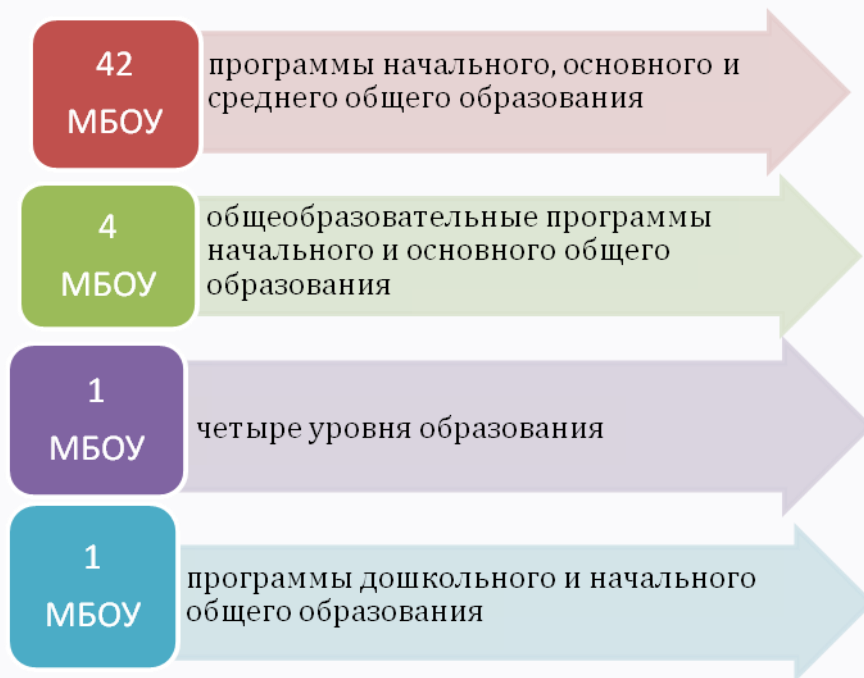 42
МБОУ
программы начального, основного и
среднего общего образования
4
МБОУ
общеобразовательные программы
начального и основного общего
образования
1
МБОУ
четыре уровня образования
1
МБОУ
программы дошкольного и начального
общего образования